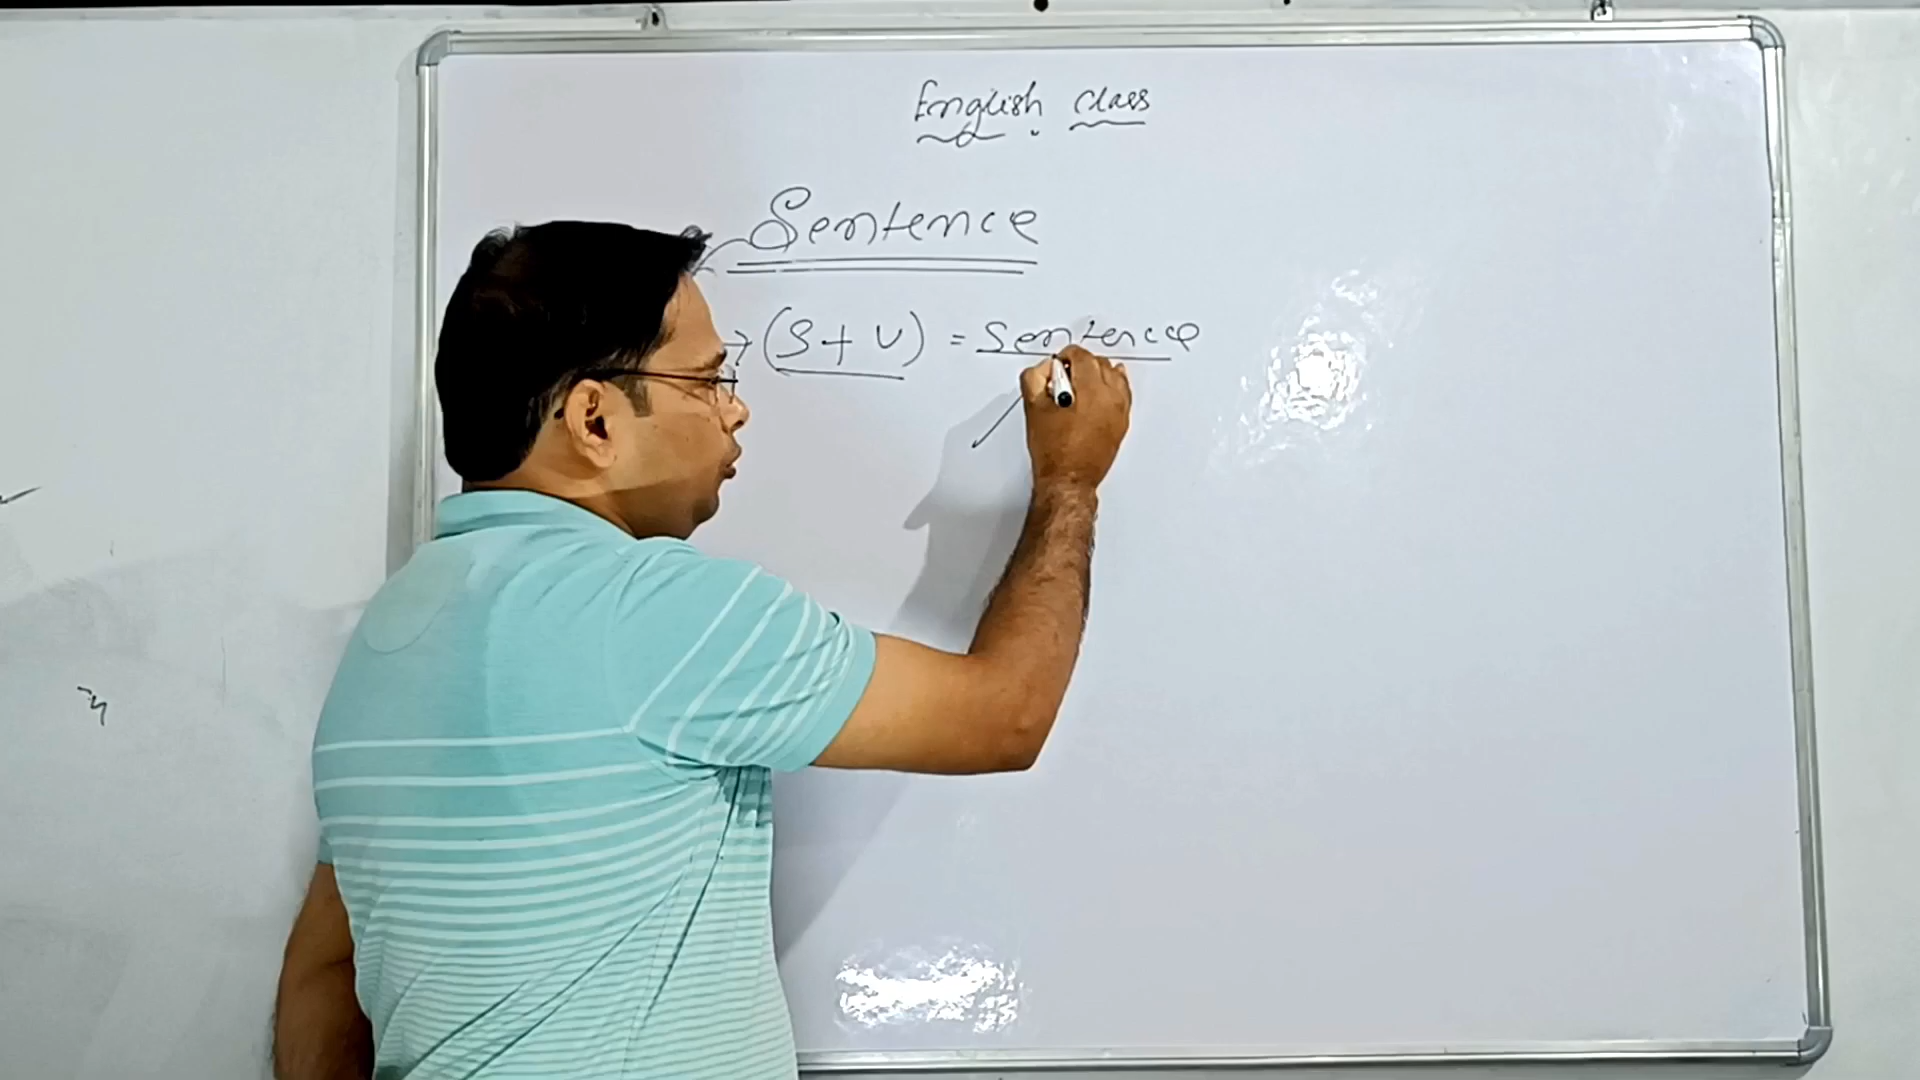 English class
Sentence
→ (S + V) = Sentence